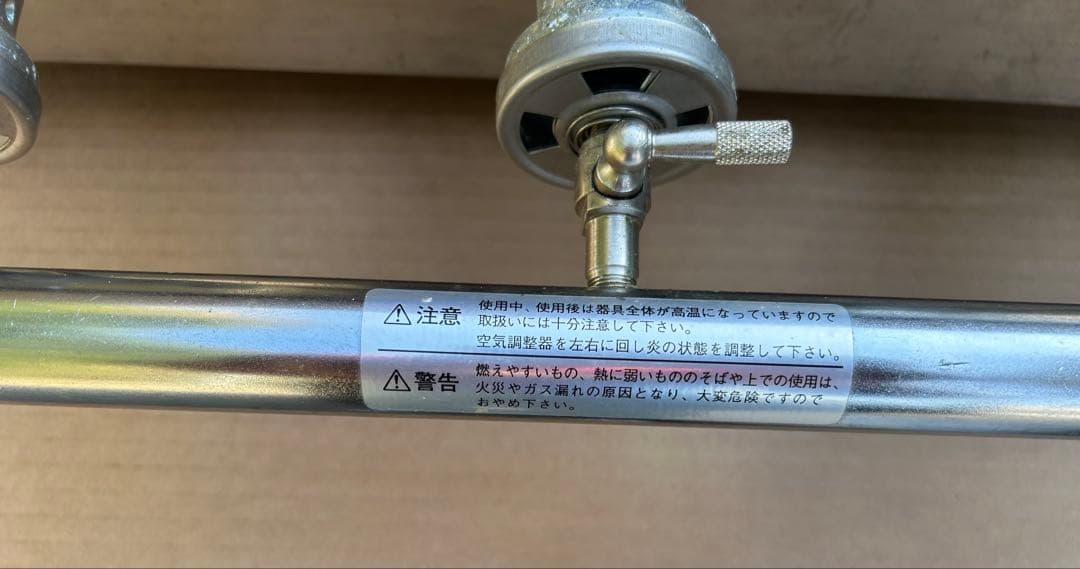 ⚠注意 使用中、使用後は器具全体が高温になっていますので
取扱いには十分注意して下さい。
空気調整器を左右に回し炎の状態を調整して下さい。
⚠警告 燃えやすいもの、熱に弱いもののそばや上での使用は、
火災やガス漏れの原因となり、大変危険ですので
おやめ下さい。